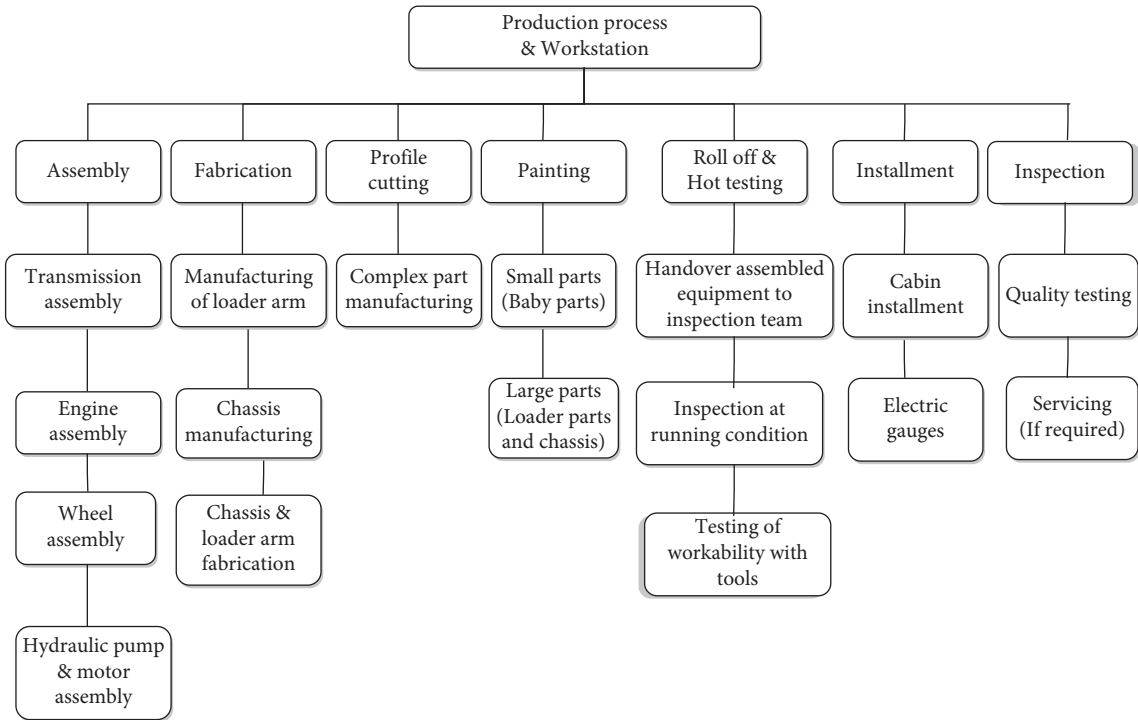 Production process
& Workstation
Assembly
Fabrication
Profile
cutting
Painting
Roll off &
Hot testing
Installment
Inspection
Transmission
assembly
Manufacturing
of loader arm
Complex part
manufacturing
Small parts
(Baby parts)
Handover assembled
equipment to
inspection team
Cabin
installment
Quality testing
Engine
assembly
Chassis
manufacturing
Large parts
(Loader parts
and chassis)
Inspection at
running condition
Electric
gauges
Servicing
(If required)
Wheel
assembly
Chassis &
loader arm
fabrication
Testing of
workability with
tools
Hydraulic pump
& motor
assembly